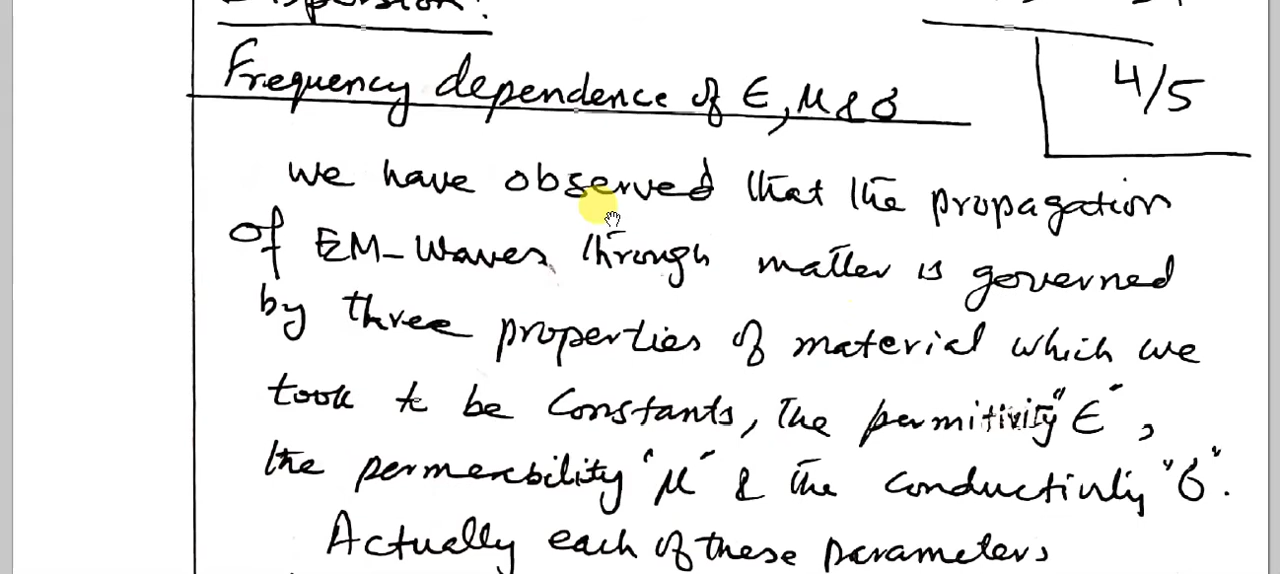 Dispersion:
Frequency dependence of ϵ, μ & σ
4/5
we have observed that the propagation
of EM-Waves through matter is governed
by three properties of material which we
took to be Constants, the permitivity "ϵ",
the permeability "μ" & the conductivity "σ".
Actually each of these parameters